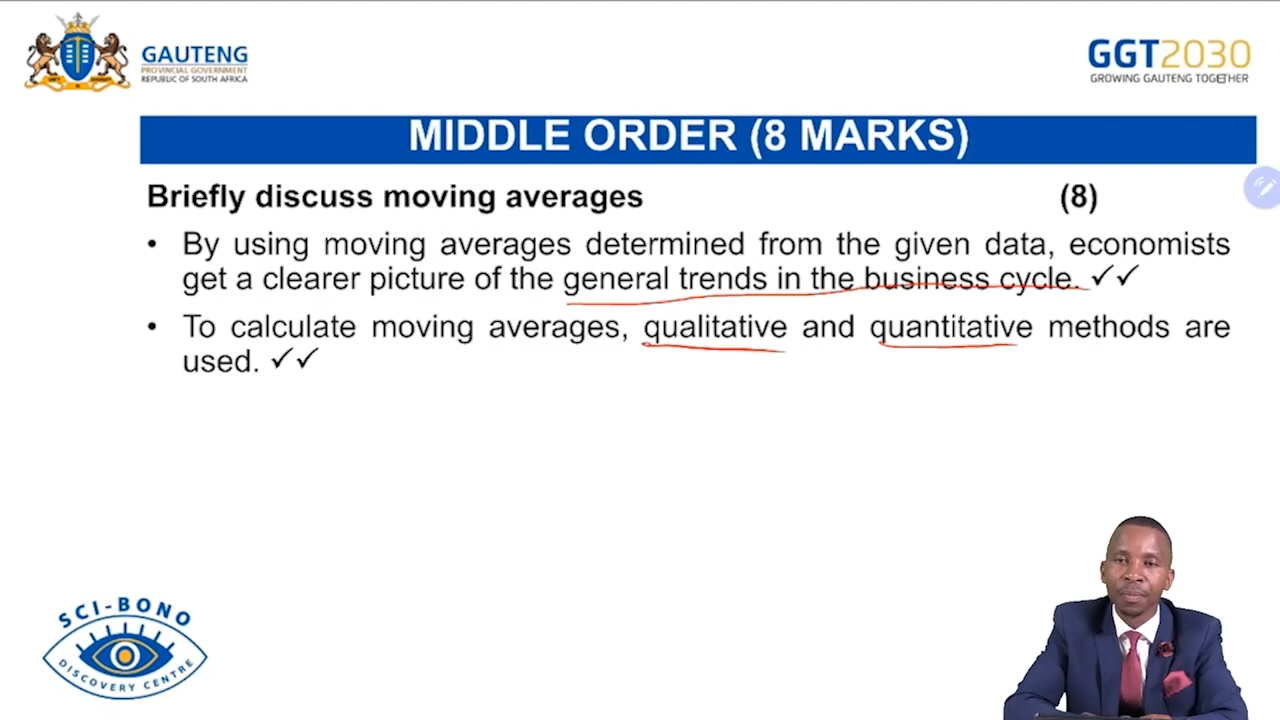 GAUTENG
PROVINCIAL GOVERNMENT
REPUBLIC OF SOUTH AFRICA
GGT2030
GROWING GAUTENG TOGETHER
MIDDLE ORDER (8 MARKS)
Briefly discuss moving averages (8)
• By using moving averages determined from the given data, economists
get a clearer picture of the general trends in the business cycle. ✓✓
• To calculate moving averages, qualitative and quantitative methods are
used. ✓✓
SCI-BONO
DISCOVERY CENTRE